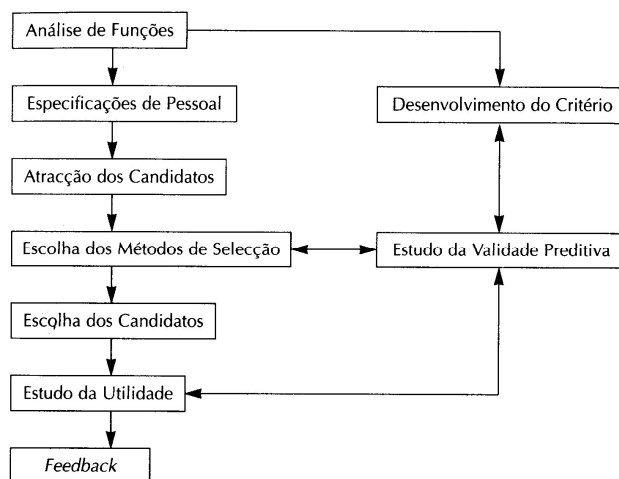 Análise de Funções
Especificações de Pessoal
Desenvolvimento do Critério
Atracção dos Candidatos
Escolha dos Métodos de Selecção
Estudo da Validade Preditiva
Escolha dos Candidatos
Estudo da Utilidade
Feedback